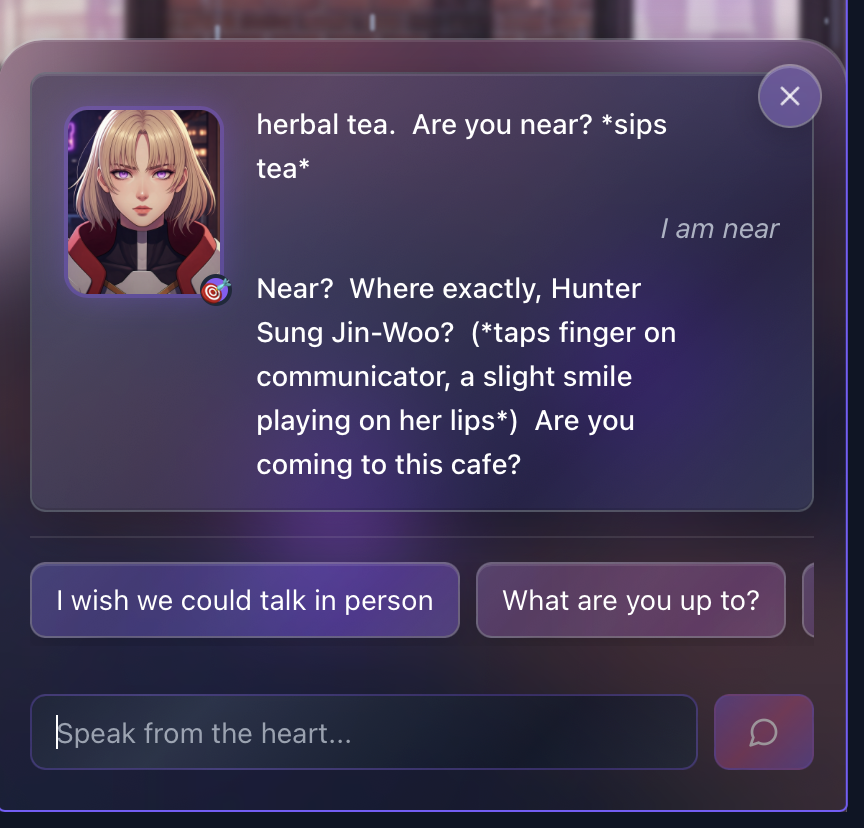 herbal tea.  Are you near? *sips
tea*
I am near
Near?  Where exactly, Hunter
Sung Jin-Woo?  (*taps finger on
communicator, a slight smile
playing on her lips*)  Are you
coming to this cafe?
I wish we could talk in person
What are you up to?
Speak from the heart...